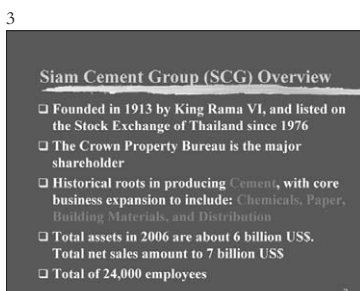 3
Siam Cement Group (SCG) Overview
❑ Founded in 1913 by King Rama VI, and listed on
the Stock Exchange of Thailand since 1976
❑ The Crown Property Bureau is the major
shareholder
❑ Historical roots in producing Cement, with core
business expansion to include: Chemicals, Paper,
Building Materials, and Distribution
❑ Total assets in 2006 are about 6 billion US$.
Total net sales amount to 7 billion US$
❑ Total of 24,000 employees